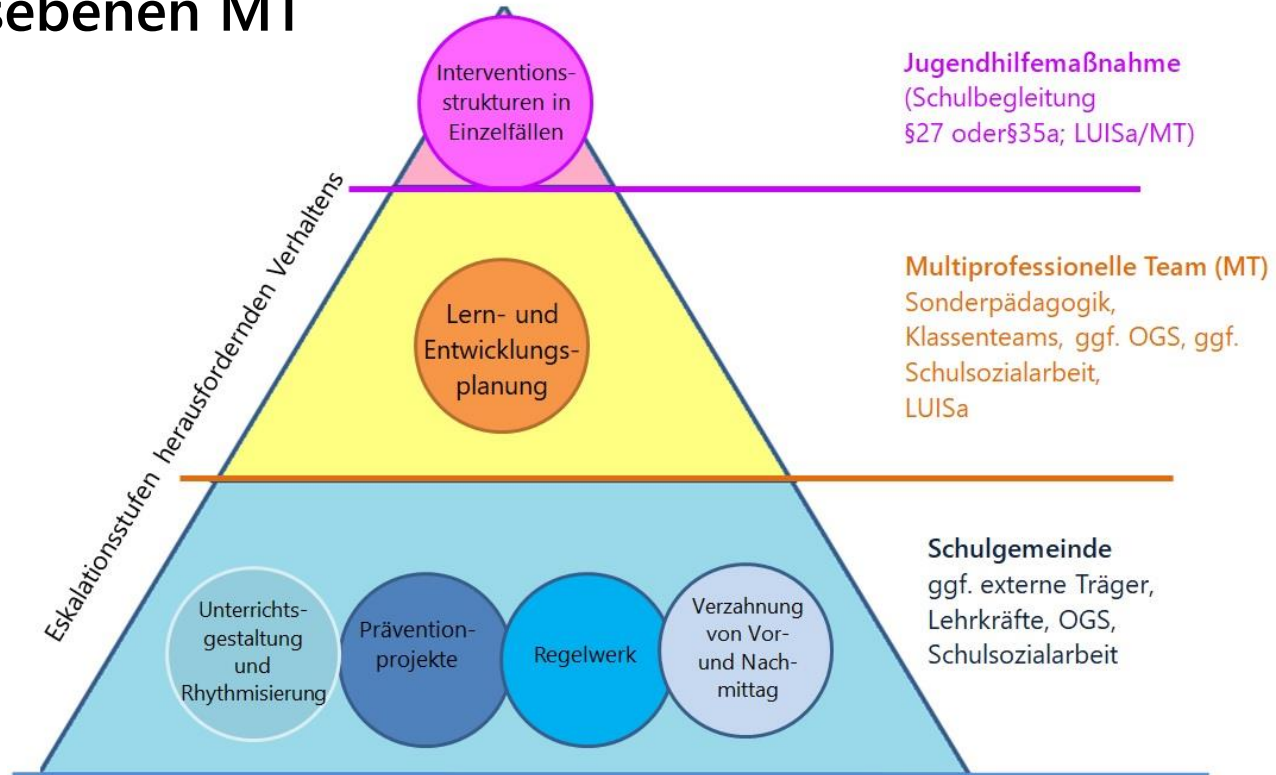 sebenen MT
Interventions-
strukturen in
Einzelfällen
Jugendhilfemaßnahme
(Schulbegleitung
§27 oder§35a; LUISa/MT)
Eskalationsstufen herausfordernden Verhaltens
Lern- und
Entwicklungs-
planung
Multiprofessionelle Team (MT)
Sonderpädagogik,
Klassenteams, ggf. OGS, ggf.
Schulsozialarbeit,
LUISa
Unterrichts-
gestaltung
und
Rhythmisierung
Prävention-
projekte
Regelwerk
Verzahnung
von Vor-
und Nach-
mittag
Schulgemeinde
ggf. externe Träger,
Lehrkräfte, OGS,
Schulsozialarbeit